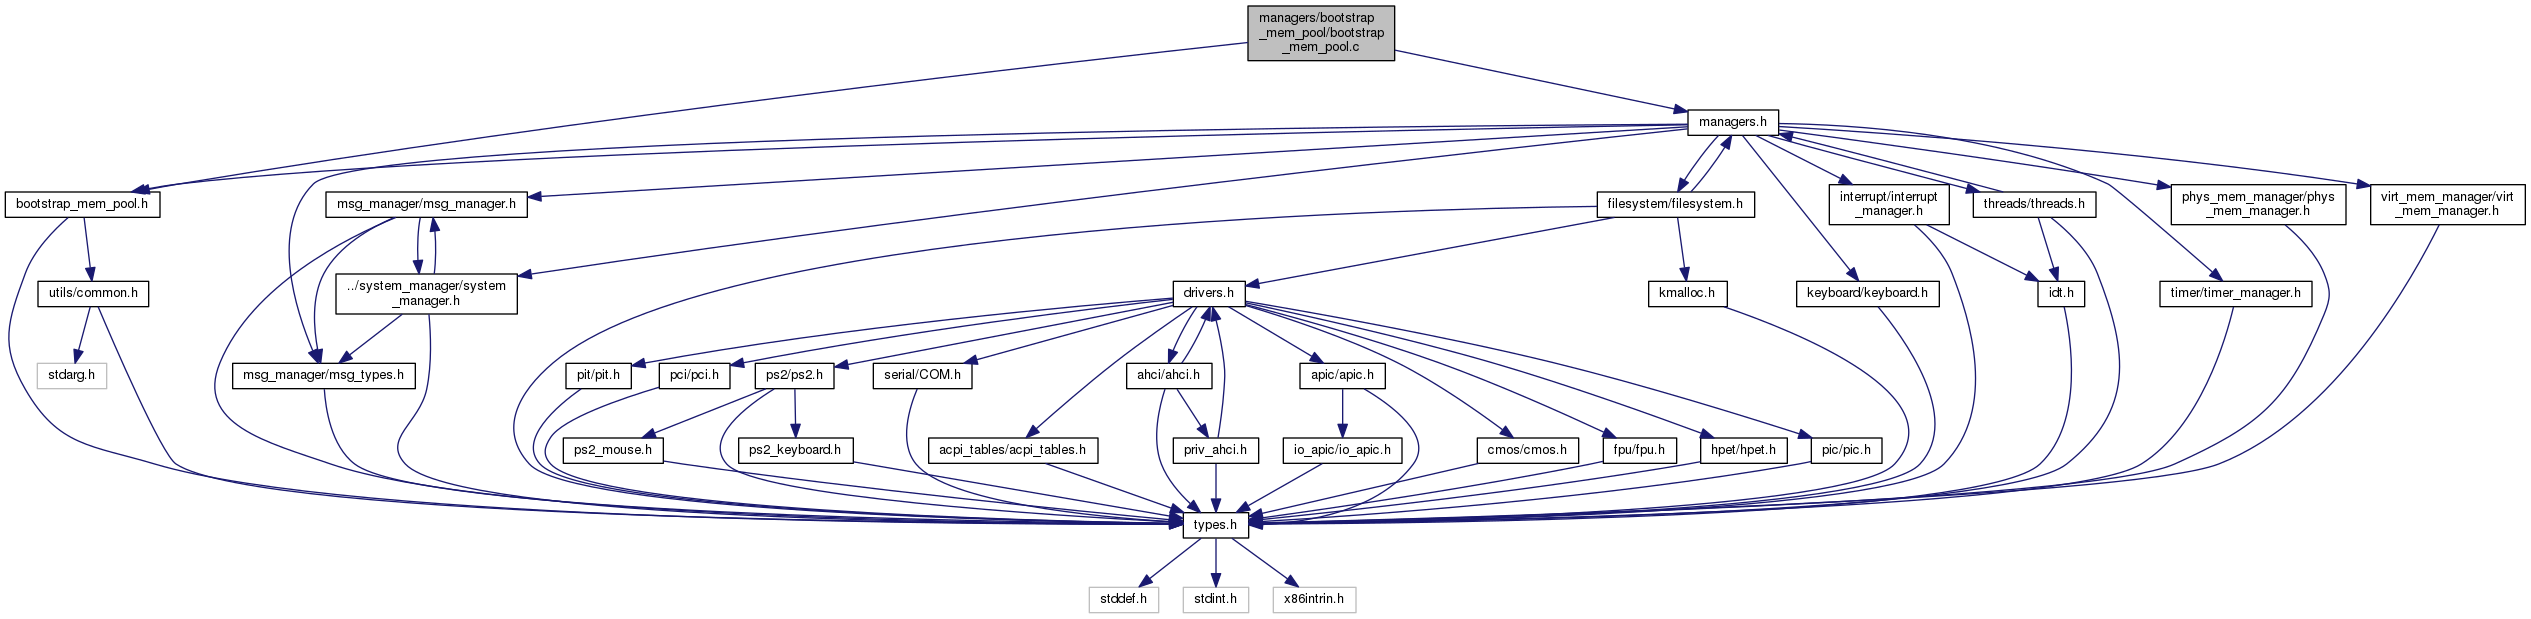 managers/bootstrap
_mem_pool/bootstrap
_mem_pool.c
managers.h
bootstrap_mem_pool.h
msg_manager/msg_manager.h
filesystem/filesystem.h
interrupt/interrupt
_manager.h
threads/threads.h
phys_mem_manager/phys
_mem_manager.h
virt_mem_manager/virt
_mem_manager.h
utils/common.h
../system_manager/system
_manager.h
drivers.h
kmalloc.h
keyboard/keyboard.h
idt.h
timer/timer_manager.h
stdarg.h
msg_manager/msg_types.h
pit/pit.h
pci/pci.h
ps2/ps2.h
serial/COM.h
ahci/ahci.h
apic/apic.h
ps2_mouse.h
ps2_keyboard.h
acpi_tables/acpi_tables.h
priv_ahci.h
io_apic/io_apic.h
cmos/cmos.h
fpu/fpu.h
hpet/hpet.h
pic/pic.h
types.h
stddef.h
stdint.h
x86intrin.h